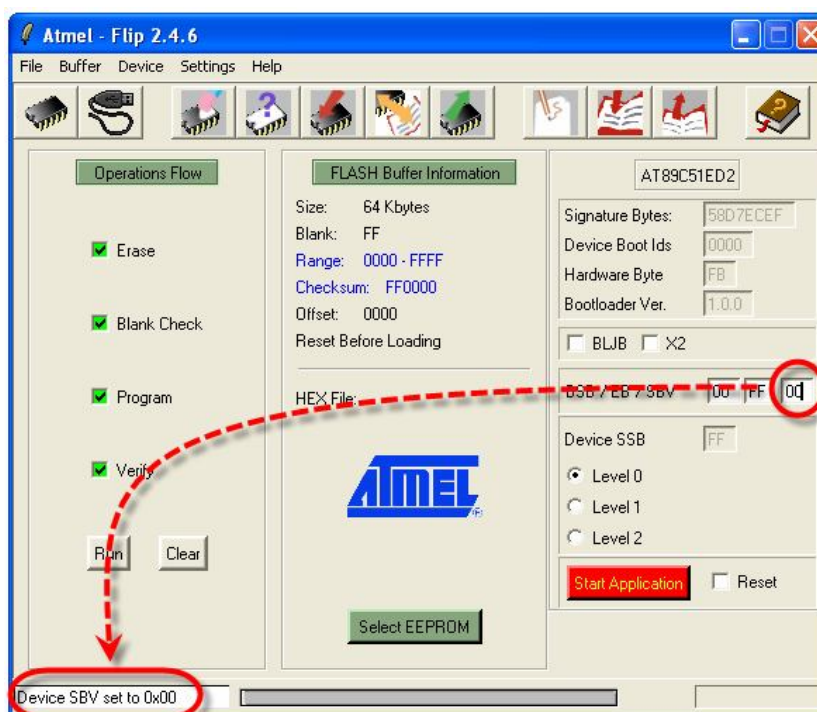 Atmel - Flip 2.4.6
File Buffer Device Settings Help
Operations Flow
Erase
Blank Check
Program
Verify
Run Clear
FLASH Buffer Information
Size: 64 Kbytes
Blank: FF
Range: 0000 - FFFF
Checksum: FF0000
Offset: 0000
Reset Before Loading
HEX File:
ATMEL®
Select EEPROM
AT89C51ED2
Signature Bytes: 58D7ECEF
Device Boot Ids 0000
Hardware Byte FB
Bootloader Ver. 1.0.0
BLJB X2
BSB / EB / SBV 00 FF 00
Device SSB FF
Level 0
Level 1
Level 2
Start Application Reset
Device SBV set to 0x00